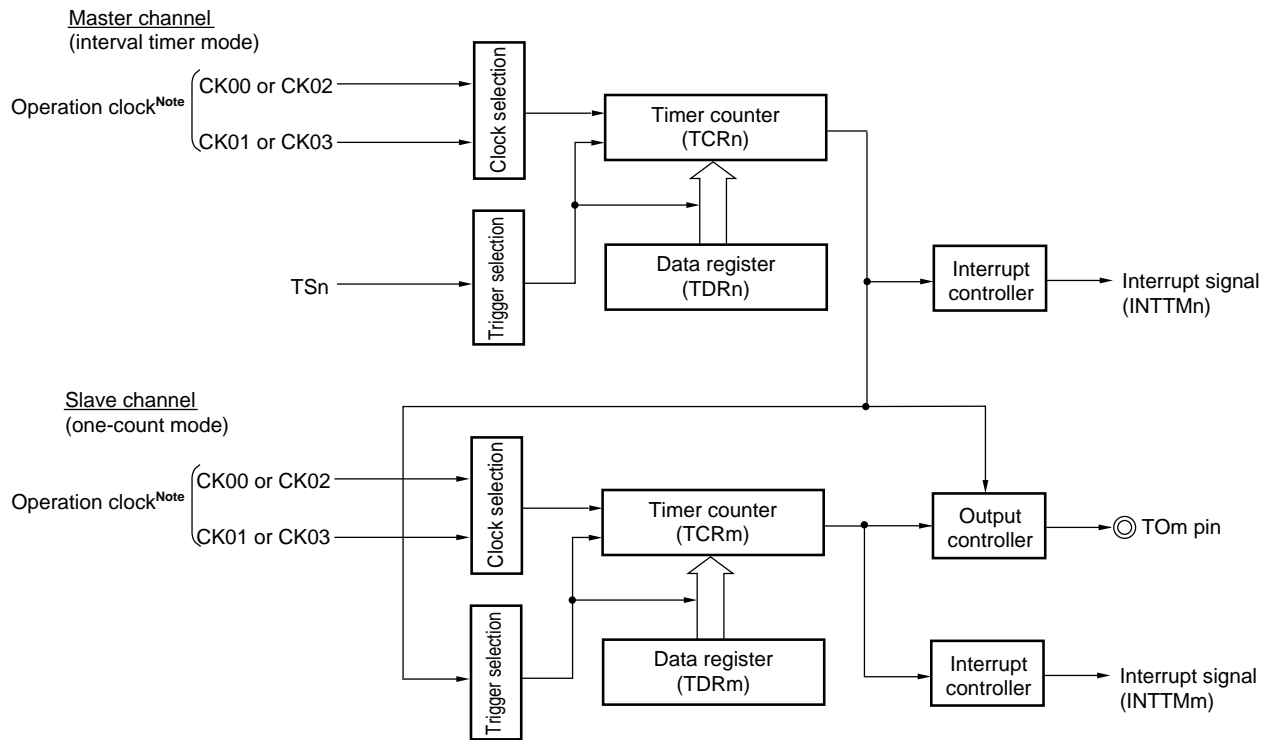 Master channel
(interval timer mode)
Operation clockNote
CK00 or CK02
CK01 or CK03
Clock selection
Timer counter
(TCRn)
TSn
Trigger selection
Data register
(TDRn)
Interrupt
controller
Interrupt signal
(INTTMn)
Slave channel
(one-count mode)
Operation clockNote
CK00 or CK02
CK01 or CK03
Clock selection
Timer counter
(TCRm)
Output
controller
TOm pin
Trigger selection
Data register
(TDRm)
Interrupt
controller
Interrupt signal
(INTTMm)